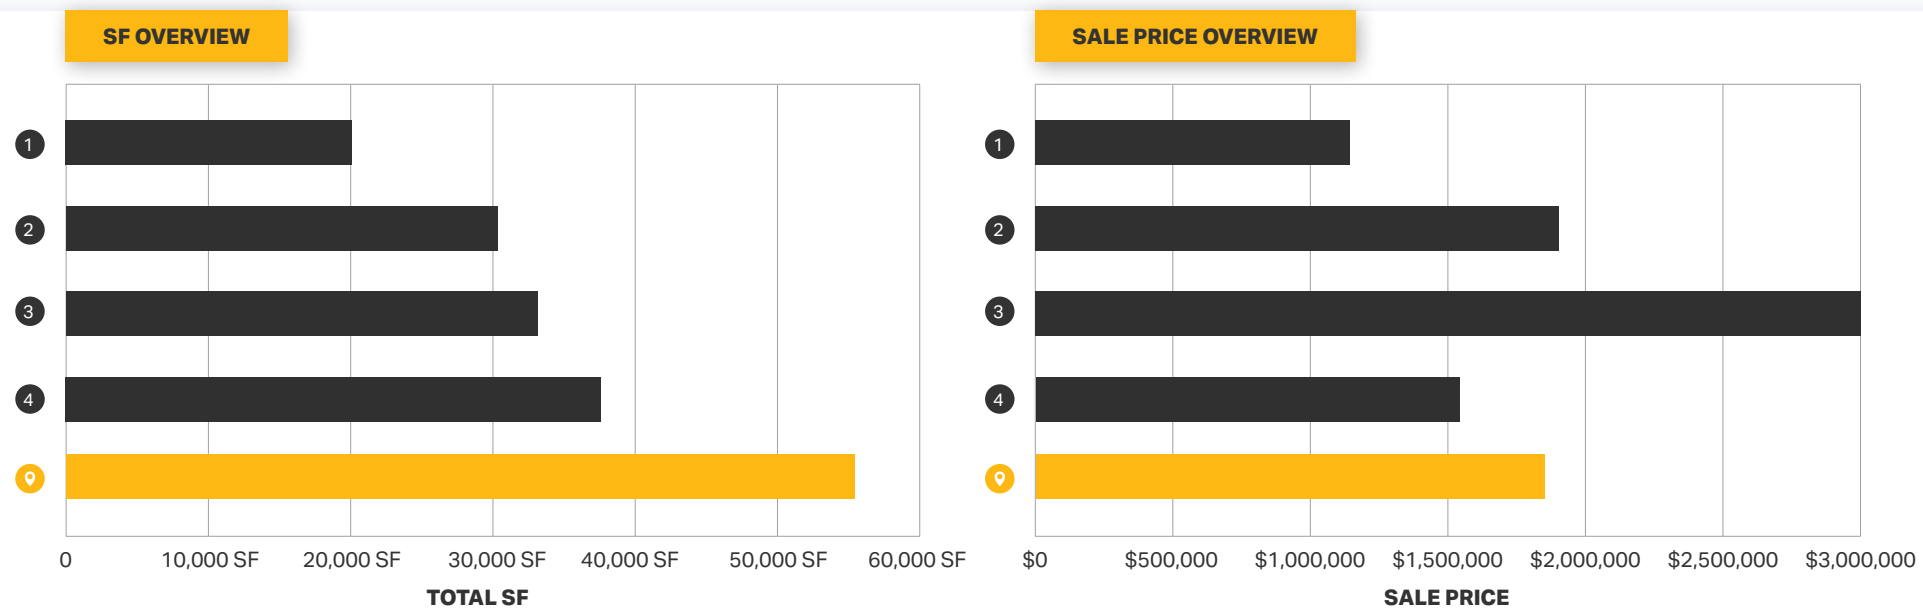 SF OVERVIEW
1
2
3
4
0 10,000 SF 20,000 SF 30,000 SF 40,000 SF 50,000 SF 60,000 SF
TOTAL SF
SALE PRICE OVERVIEW
1
2
3
4
$0 $500,000 $1,000,000 $1,500,000 $2,000,000 $2,500,000 $3,000,000
SALE PRICE